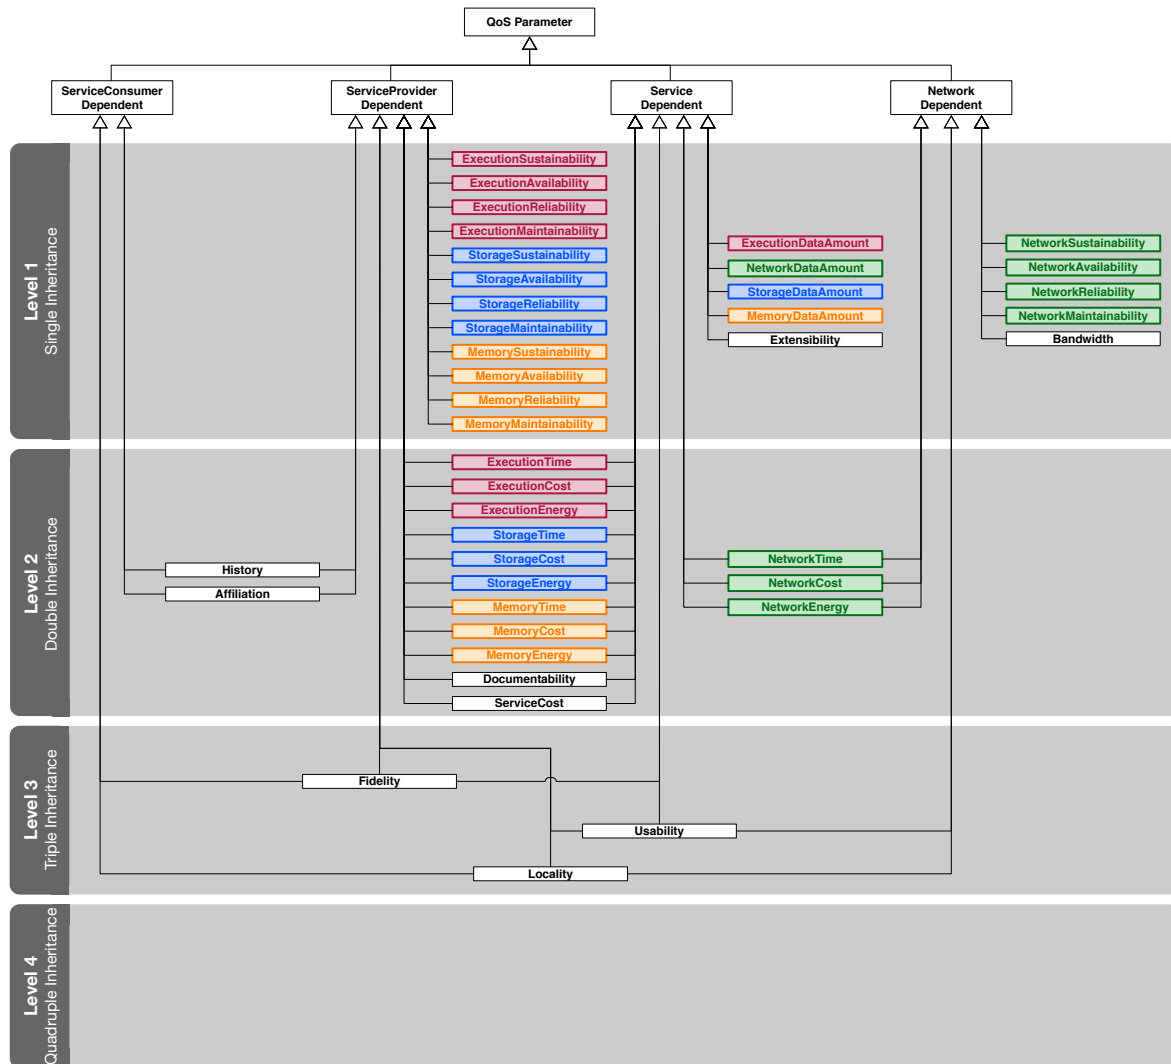 QoS Parameter
ServiceConsumer
Dependent
ServiceProvider
Dependent
Service
Dependent
Network
Dependent
Level 1
Single Inheritance
ExecutionSustainability
ExecutionAvailability
ExecutionReliability
ExecutionMaintainability
StorageSustainability
StorageAvailability
StorageReliability
StorageMaintainability
MemorySustainability
MemoryAvailability
MemoryReliability
MemoryMaintainability
ExecutionDataAmount
NetworkDataAmount
StorageDataAmount
MemoryDataAmount
Extensibility
NetworkSustainability
NetworkAvailability
NetworkReliability
NetworkMaintainability
Bandwidth
Level 2
Double Inheritance
History
Affiliation
ExecutionTime
ExecutionCost
ExecutionEnergy
StorageTime
StorageCost
StorageEnergy
MemoryTime
MemoryCost
MemoryEnergy
Documentability
ServiceCost
NetworkTime
NetworkCost
NetworkEnergy
Level 3
Triple Inheritance
Fidelity
Usability
Locality
Level 4
Quadruple Inheritance